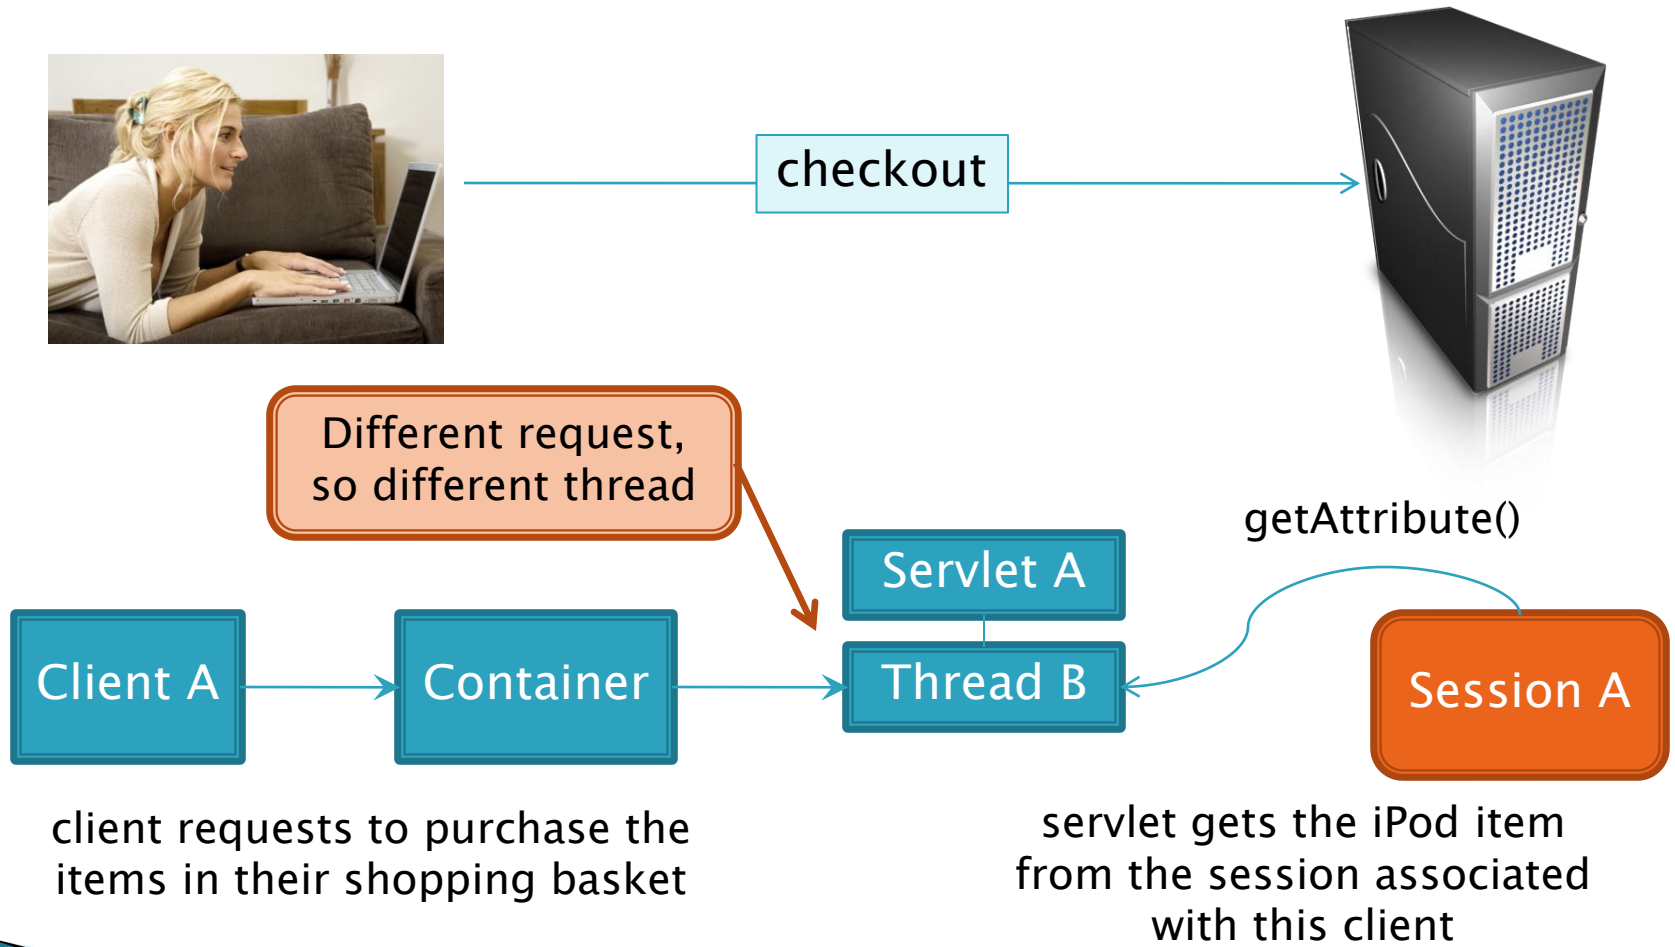 checkout
Different request,
so different thread
getAttribute()
Servlet A
Client A
Container
Thread B
Session A
client requests to purchase the
items in their shopping basket
servlet gets the iPod item
from the session associated
with this client